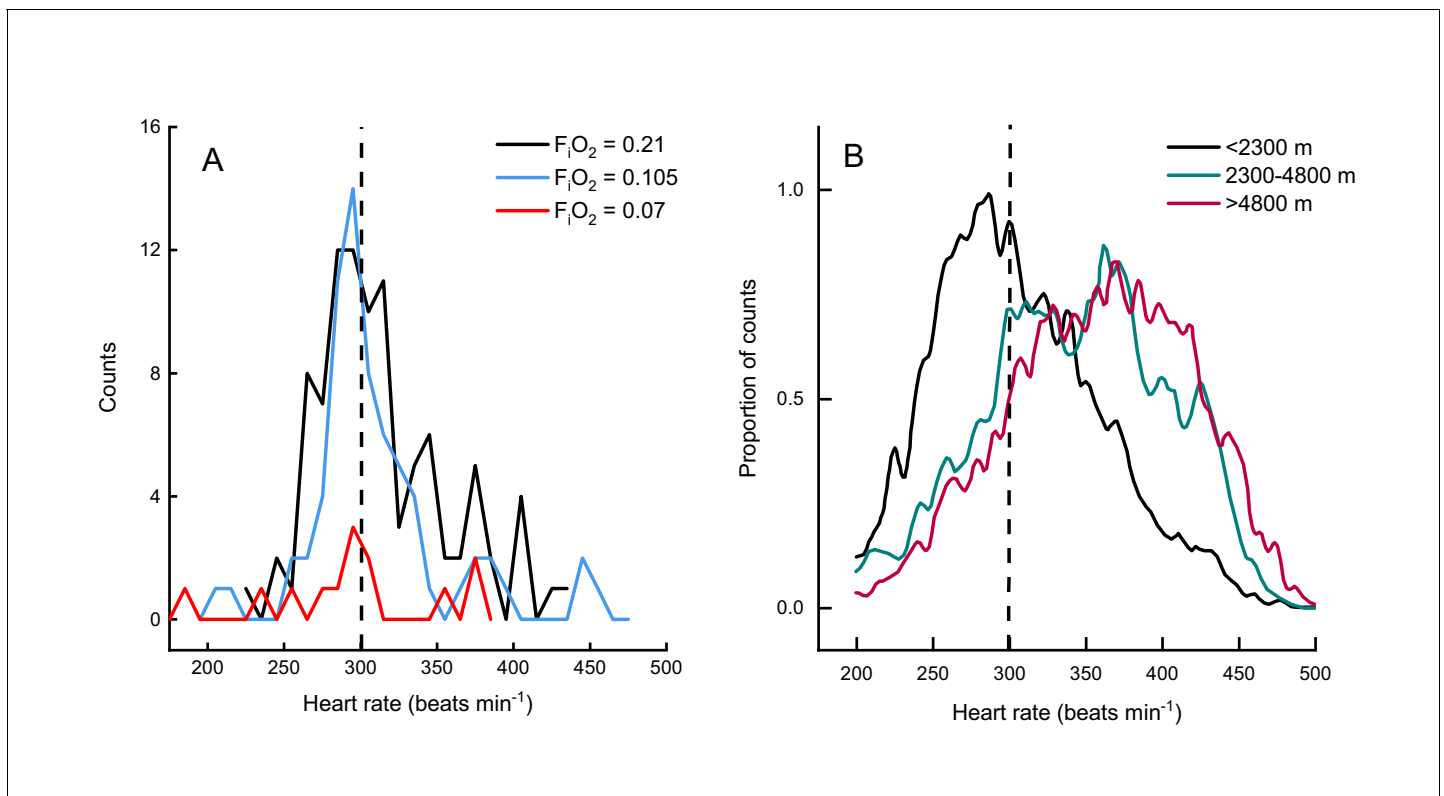 A
16
12
8
4
0
Counts
200 250 300 350 400 450 500
Heart rate (beats min-1)
FiO2 = 0.21
FiO2 = 0.105
FiO2 = 0.07
B
1.0
0.5
0.0
Proportion of counts
200 250 300 350 400 450 500
Heart rate (beats min-1)
<2300 m
2300-4800 m
>4800 m